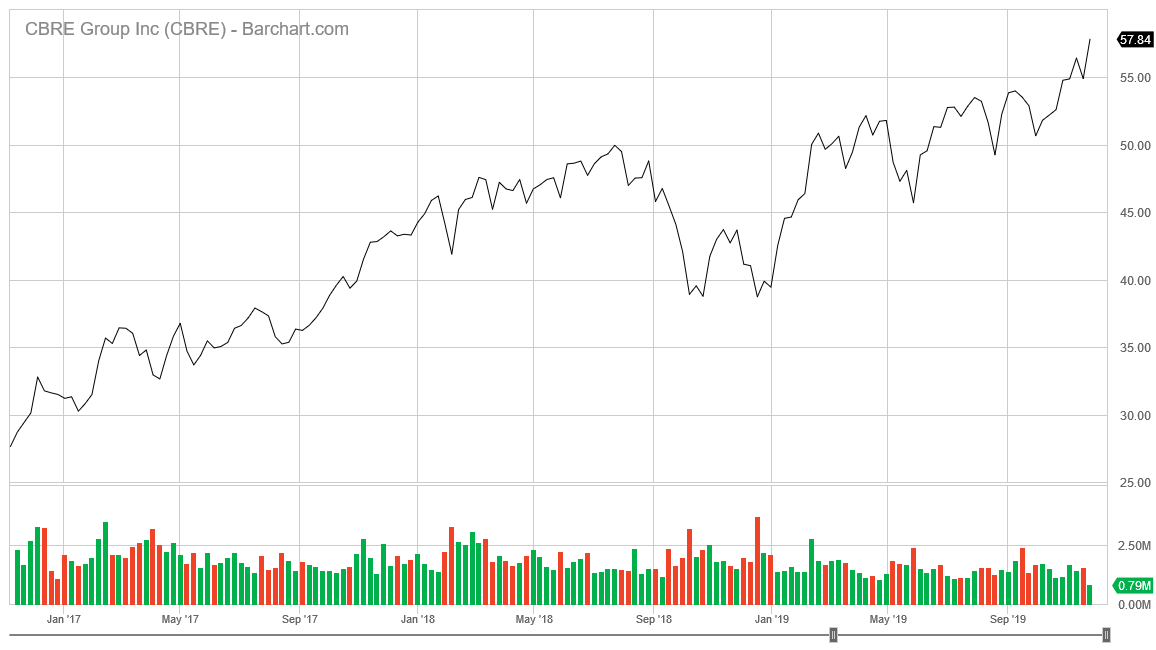 CBRE Group Inc (CBRE) - Barchart.com
57.84
55.00
50.00
45.00
40.00
35.00
30.00
25.00
2.50M
0.79M
0.00M
Jan '17 May '17 Sep '17 Jan '18 May '18 Sep '18 Jan '19 May '19 Sep '19